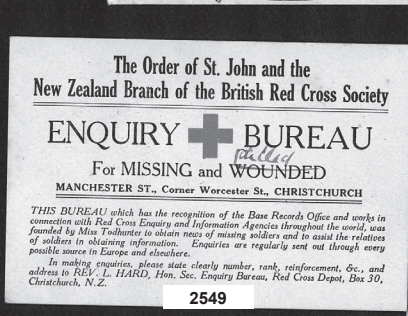 The Order of St. John and the
New Zealand Branch of the British Red Cross Society
ENQUIRY BUREAU
For MISSING and WOUNDED
MANCHESTER ST., Corner Worcester St., CHRISTCHURCH
THIS BUREAU which has the recognition of the Base Records Office and works in
connection with Red Cross Enquiry and Information Agencies throughout the world, was
founded by Miss Todhunter to obtain news of missing soldiers and to assist the relatives
of soldiers in obtaining information. Enquiries are regularly sent out through every
possible source in Europe and elsewhere.
In making enquiries, please state clearly number, rank, reinforcement, &c., and
address to REV. L. HARD, Hon. Sec. Enquiry Bureau, Red Cross Depot, Box 30,
Christchurch, N.Z.
2549